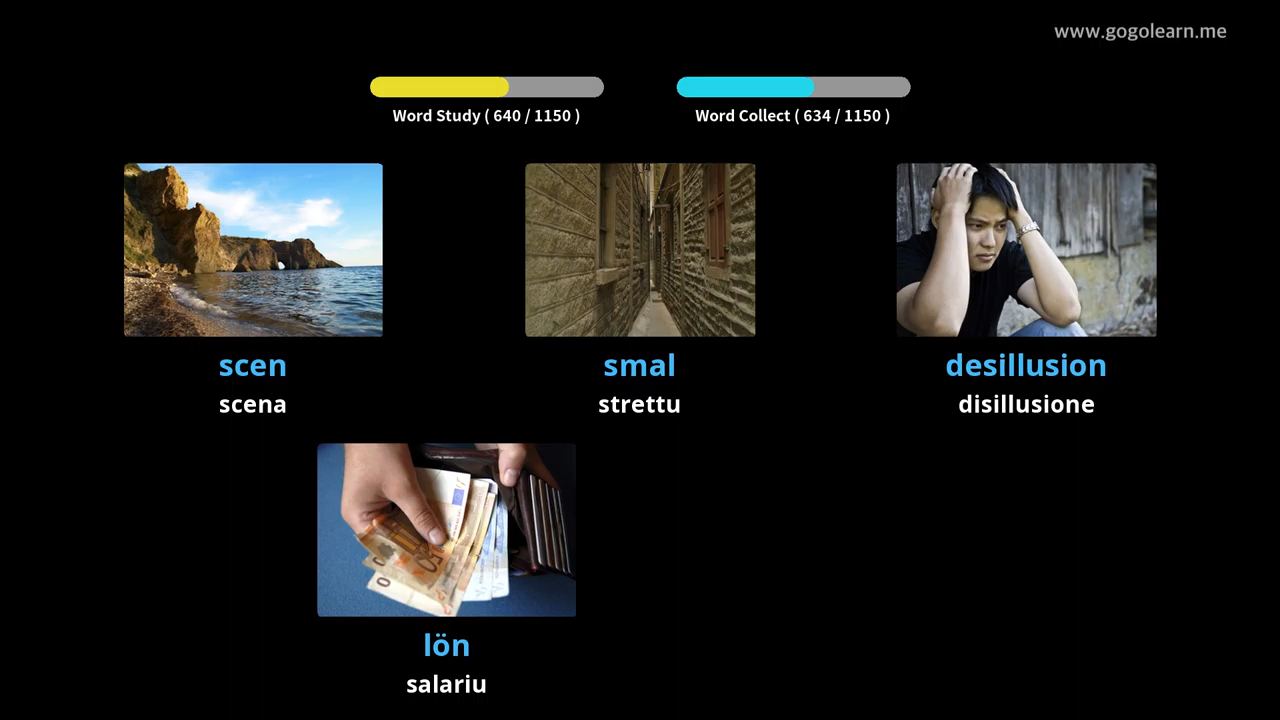 www.gogolearn.me
Word Study ( 640 / 1150 )
Word Collect ( 634 / 1150 )
scen
scena
smal
strettu
desillusion
disillusione
lön
salariu